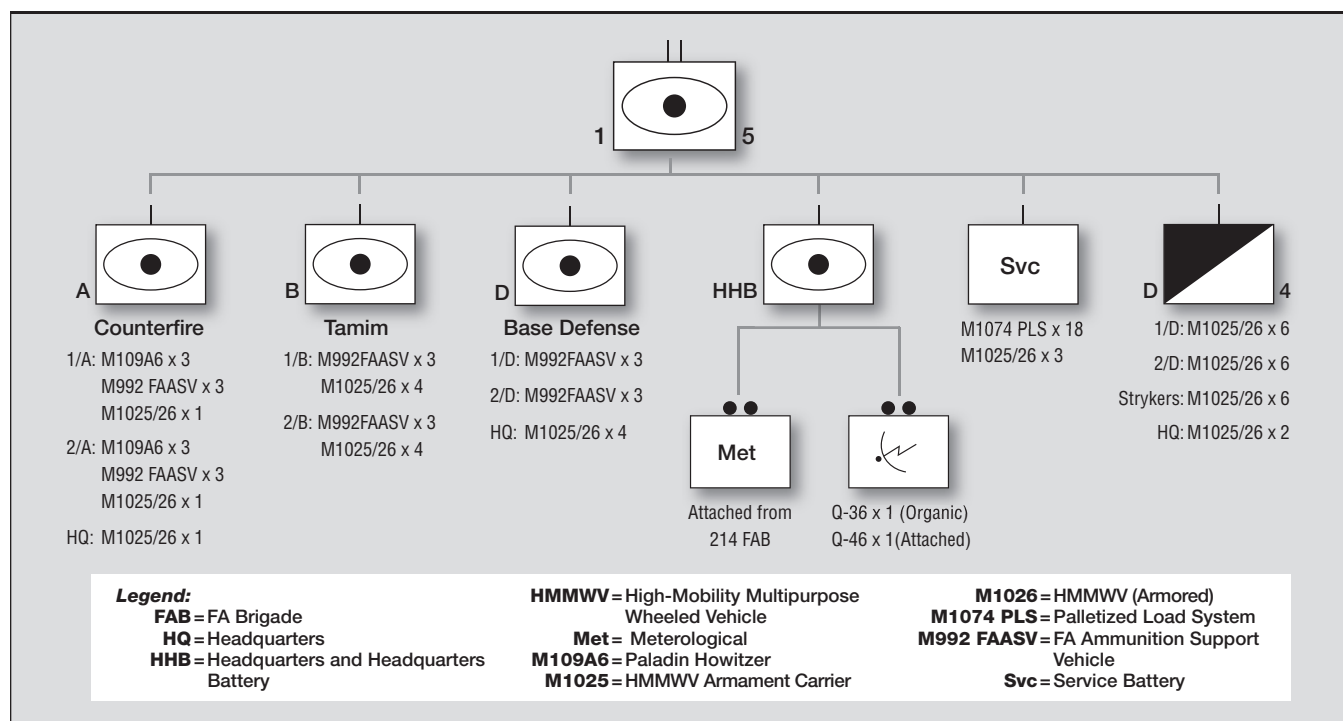 1 5
A
Counterfire
1/A: M109A6 x 3
M992 FAASV x 3
M1025/26 x 1
2/A: M109A6 x 3
M992 FAASV x 3
M1025/26 x 1
HQ: M1025/26 x 1
B
Tamim
1/B: M992FAASV x 3
M1025/26 x 4
2/B: M992FAASV x 3
M1025/26 x 4
D
Base Defense
1/D: M992FAASV x 3
2/D: M992FAASV x 3
HQ: M1025/26 x 4
HHB
Met
Attached from
214 FAB
Q-36 x 1 (Organic)
Q-46 x 1(Attached)
Svc
M1074 PLS x 18
M1025/26 x 3
D 4
1/D: M1025/26 x 6
2/D: M1025/26 x 6
Strykers: M1025/26 x 6
HQ: M1025/26 x 2
Legend:
FAB = FA Brigade
HQ = Headquarters
HHB = Headquarters and Headquarters
Battery
HMMWV = High-Mobility Multipurpose
Wheeled Vehicle
Met = Meterological
M109A6 = Paladin Howitzer
M1025 = HMMWV Armament Carrier
M1026 = HMMWV (Armored)
M1074 PLS = Palletized Load System
M992 FAASV = FA Ammunition Support
Vehicle
Svc = Service Battery